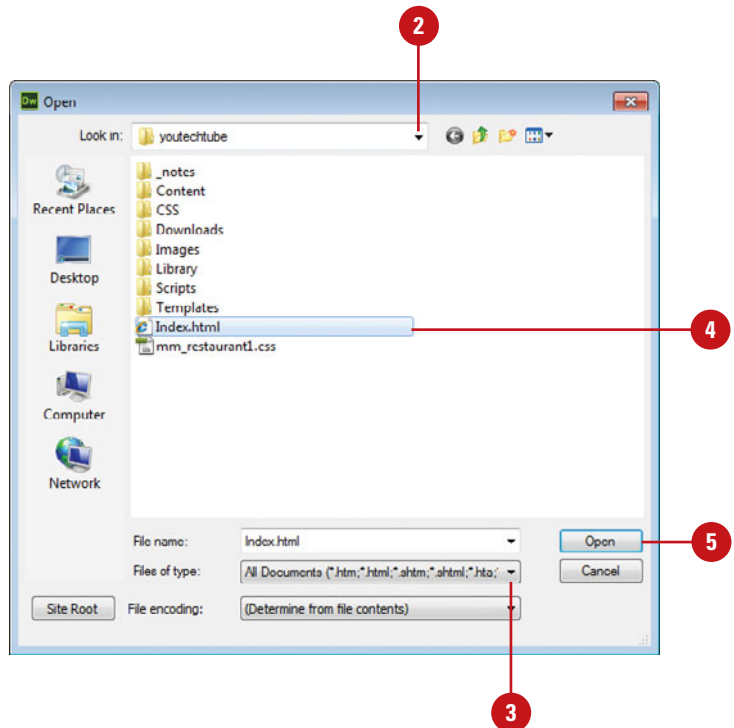 2
Dw Open
Look in: youtechtube
_notes
Content
CSS
Downloads
Images
Library
Scripts
Templates
Index.html
mm_restaurant1.css
Recent Places
Desktop
Libraries
Computer
Network
4
File name: Index.html Open
5
Files of type: All Documents (*.htm;*.html;*.shtm;*.shtml;*.hta;* Cancel
Site Root File encoding: (Determine from file contents)
3